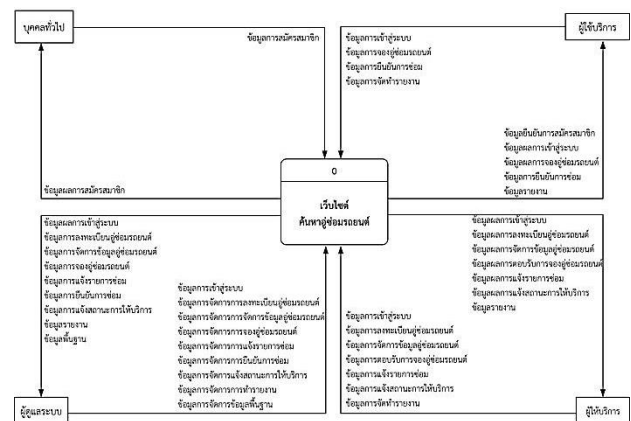 บุคคลทั่วไป
ข้อมูลการสมัครสมาชิก
ข้อมูลการเข้าสู่ระบบ
ข้อมูลการจองอู่ซ่อมรถยนต์
ข้อมูลการยืนยันการซ่อม
ข้อมูลการจัดทำรายงาน
ผู้ใช้บริการ
ข้อมูลยืนยันการสมัครสมาชิก
ข้อมูลผลการเข้าสู่ระบบ
ข้อมูลผลการจองอู่ซ่อมรถยนต์
ข้อมูลการยืนยันการซ่อม
ข้อมูลรายงาน
0
เว็บไซต์
ค้นหาอู่ซ่อมรถยนต์
ข้อมูลผลการสมัครสมาชิก
ข้อมูลผลการเข้าสู่ระบบ
ข้อมูลการลงทะเบียนอู่ซ่อมรถยนต์
ข้อมูลการจัดการข้อมูลอู่ซ่อมรถยนต์
ข้อมูลการจองอู่ซ่อมรถยนต์
ข้อมูลการแจ้งรายการซ่อม
ข้อมูลการยืนยันการซ่อม
ข้อมูลการแจ้งสถานะการให้บริการ
ข้อมูลรายงาน
ข้อมูลพื้นฐาน
ข้อมูลการเข้าสู่ระบบ
ข้อมูลการจัดการการลงทะเบียนอู่ซ่อมรถยนต์
ข้อมูลการจัดการการจัดการข้อมูลอู่ซ่อมรถยนต์
ข้อมูลการจัดการการจองอู่ซ่อมรถยนต์
ข้อมูลการจัดการการแจ้งรายการซ่อม
ข้อมูลการจัดการการยืนยันการซ่อม
ข้อมูลการจัดการแจ้งสถานะการให้บริการ
ข้อมูลการจัดการการทำรายงาน
ข้อมูลการจัดการข้อมูลพื้นฐาน
ข้อมูลการเข้าสู่ระบบ
ข้อมูลการลงทะเบียนอู่ซ่อมรถยนต์
ข้อมูลการจัดการข้อมูลอู่ซ่อมรถยนต์
ข้อมูลการตอบรับการจองอู่ซ่อมรถยนต์
ข้อมูลการแจ้งรายการซ่อม
ข้อมูลการแจ้งสถานะการให้บริการ
ข้อมูลการจัดทำรายงาน
ข้อมูลผลการเข้าสู่ระบบ
ข้อมูลผลการลงทะเบียนอู่ซ่อมรถยนต์
ข้อมูลผลการจัดการข้อมูลอู่ซ่อมรถยนต์
ข้อมูลผลการตอบรับการจองอู่ซ่อมรถยนต์
ข้อมูลผลการแจ้งรายการซ่อม
ข้อมูลผลการแจ้งสถานะการให้บริการ
ข้อมูลรายงาน
ผู้ดูแลระบบ
ผู้ให้บริการ